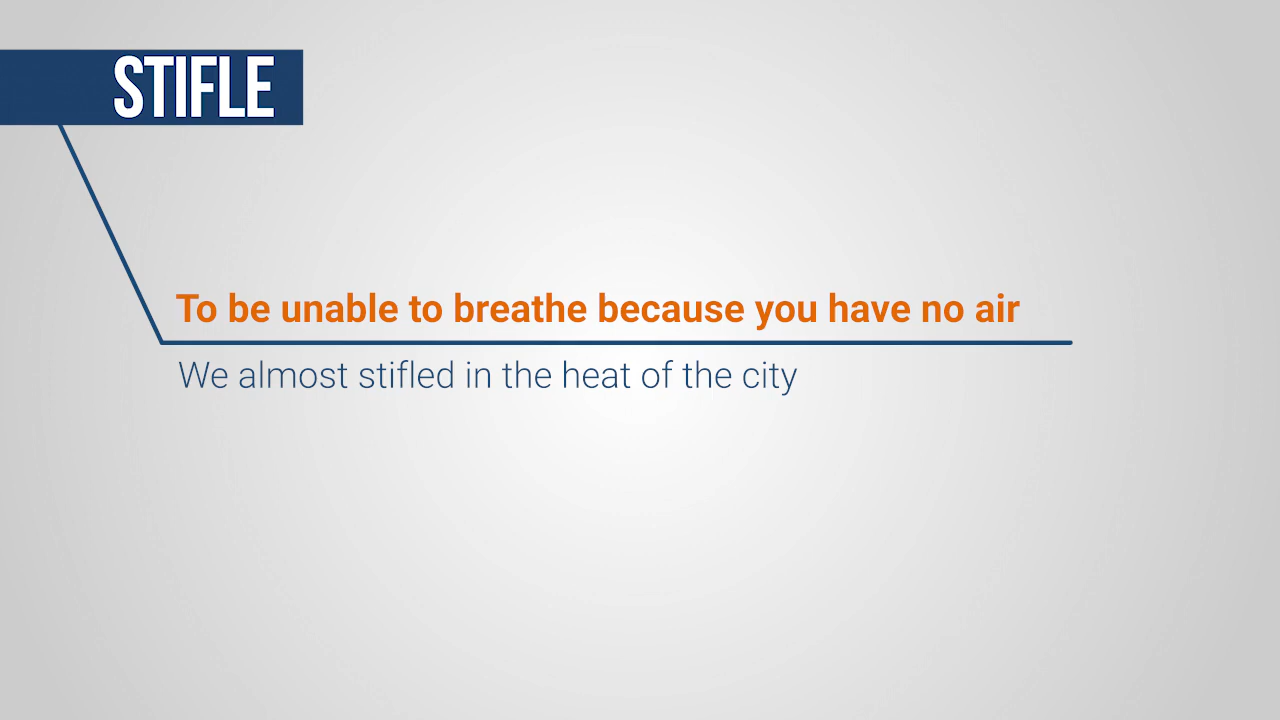 STIFLE
To be unable to breathe because you have no air
We almost stifled in the heat of the city